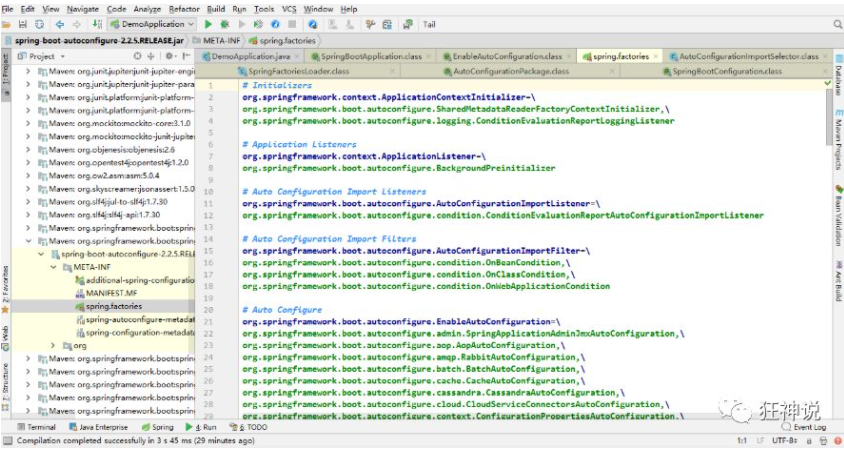 File Edit View Navigate Code Analyze Refactor Build Run Tools VCS Window Help
DemoApplication Tail
spring-boot-autoconfigure-2.2.5.RELEASE.jar META-INF spring.factories
Project
DemoApplication.java SpringBootApplication.class EnableAutoConfiguration.class spring.factories AutoConfigurationImportSelector.class
SpringFactoriesLoader.class AutoConfigurationPackage.class SpringBootConfiguration.class
1: Project
Maven: org.junit.jupiter:junit-jupiter-engi
Maven: org.junit.jupiter:junit-jupiter-para
Maven: org.junit.platform:junit-platform-
Maven: org.junit.platform:junit-platform-
Maven: org.mockito:mockito-core:3.1.0
Maven: org.mockito:mockito-junit-jupite
Maven: org.objenesis:objenesis:2.6
Maven: org.opentest4j:opentest4j:1.2.0
Maven: org.ow2.asm:asm:5.0.4
Maven: org.skyscreamer:jsonassert:1.5.0
Maven: org.slf4j:jul-to-slf4j:1.7.30
Maven: org.slf4j:slf4j-api:1.7.30
Maven: org.springframework.boot:sprin
Maven: org.springframework.boot:sprin
spring-boot-autoconfigure-2.2.5.RELE
META-INF
additional-spring-configuratio
MANIFEST.MF
spring.factories
spring-autoconfigure-metadat
spring-configuration-metadat
org
Maven: org.springframework.boot:sprin
Maven: org.springframework.boot:sprin
Maven: org.springframework.boot:sprin
Maven: org.springframework.boot:sprin
Maven: org.springframework.boot:sprin
2: Favorites
Web
7: Structure
1 # Initializers
2 org.springframework.context.ApplicationContextInitializer=\
3 org.springframework.boot.autoconfigure.SharedMetadataReaderFactoryContextInitializer,\
4 org.springframework.boot.autoconfigure.logging.ConditionEvaluationReportLoggingListener
5
6 # Application Listeners
7 org.springframework.context.ApplicationListener=\
8 org.springframework.boot.autoconfigure.BackgroundPreinitializer
9
10 # Auto Configuration Import Listeners
11 org.springframework.boot.autoconfigure.AutoConfigurationImportListener=\
12 org.springframework.boot.autoconfigure.condition.ConditionEvaluationReportAutoConfigurationImportListener
13
14 # Auto Configuration Import Filters
15 org.springframework.boot.autoconfigure.AutoConfigurationImportFilter=\
16 org.springframework.boot.autoconfigure.condition.OnBeanCondition,\
17 org.springframework.boot.autoconfigure.condition.OnClassCondition,\
18 org.springframework.boot.autoconfigure.condition.OnWebApplicationCondition
19
20 # Auto Configure
21 org.springframework.boot.autoconfigure.EnableAutoConfiguration=\
22 org.springframework.boot.autoconfigure.admin.SpringApplicationAdminJmxAutoConfiguration,\
23 org.springframework.boot.autoconfigure.aop.AopAutoConfiguration,\
24 org.springframework.boot.autoconfigure.amqp.RabbitAutoConfiguration,\
25 org.springframework.boot.autoconfigure.batch.BatchAutoConfiguration,\
26 org.springframework.boot.autoconfigure.cache.CacheAutoConfiguration,\
27 org.springframework.boot.autoconfigure.cassandra.CassandraAutoConfiguration,\
28 org.springframework.boot.autoconfigure.cloud.CloudServiceConnectorsAutoConfiguration,\
29 org.springframework.boot.autoconfigure.context.ConfigurationPropertiesAutoConfiguration,\
Database
Maven Projects
Bean Validation
Ant Build
狂神说
Terminal Java Enterprise Spring 4: Run 6: TODO Event Log
Compilation completed successfully in 3 s 45 ms (29 minutes ago) 1:1 LF UTF-8